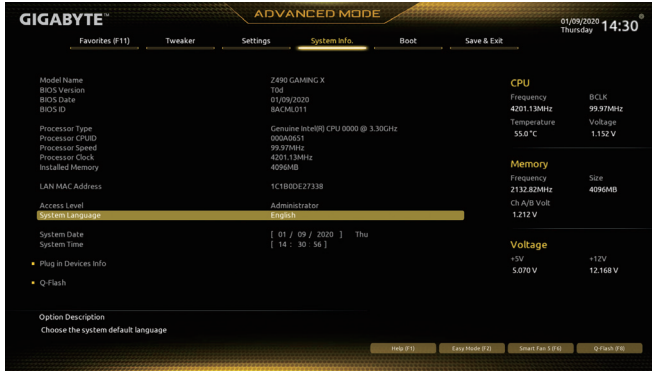 GIGABYTE™ ADVANCED MODE 01/09/2020 Thursday 14:30
Favorites (F11) Tweaker Settings System Info. Boot Save & Exit
Model Name Z490 GAMING X
BIOS Version T0d
BIOS Date 01/09/2020
BIOS ID 8ACML011
Processor Type Genuine Intel(R) CPU 0000 @ 3.30GHz
Processor CPUID 000A0651
Processor Speed 99.97MHz
Processor Clock 4201.13MHz
Installed Memory 4096MB
LAN MAC Address 1C1B0DE27338
Access Level Administrator
System Language English
System Date [ 01 / 09 / 2020 ] Thu
System Time [ 14 : 30 : 56 ]
Plug in Devices Info
Q-Flash
CPU
Frequency BCLK
4201.13MHz 99.97MHz
Temperature Voltage
55.0 °C 1.152 V
Memory
Frequency Size
2132.82MHz 4096MB
Ch A/B Volt
1.212 V
Voltage
+5V +12V
5.070 V 12.168 V
Option Description
Choose the system default language
Help (F1) Easy Mode (F2) Smart Fan 5 (F6) Q-Flash (F8)